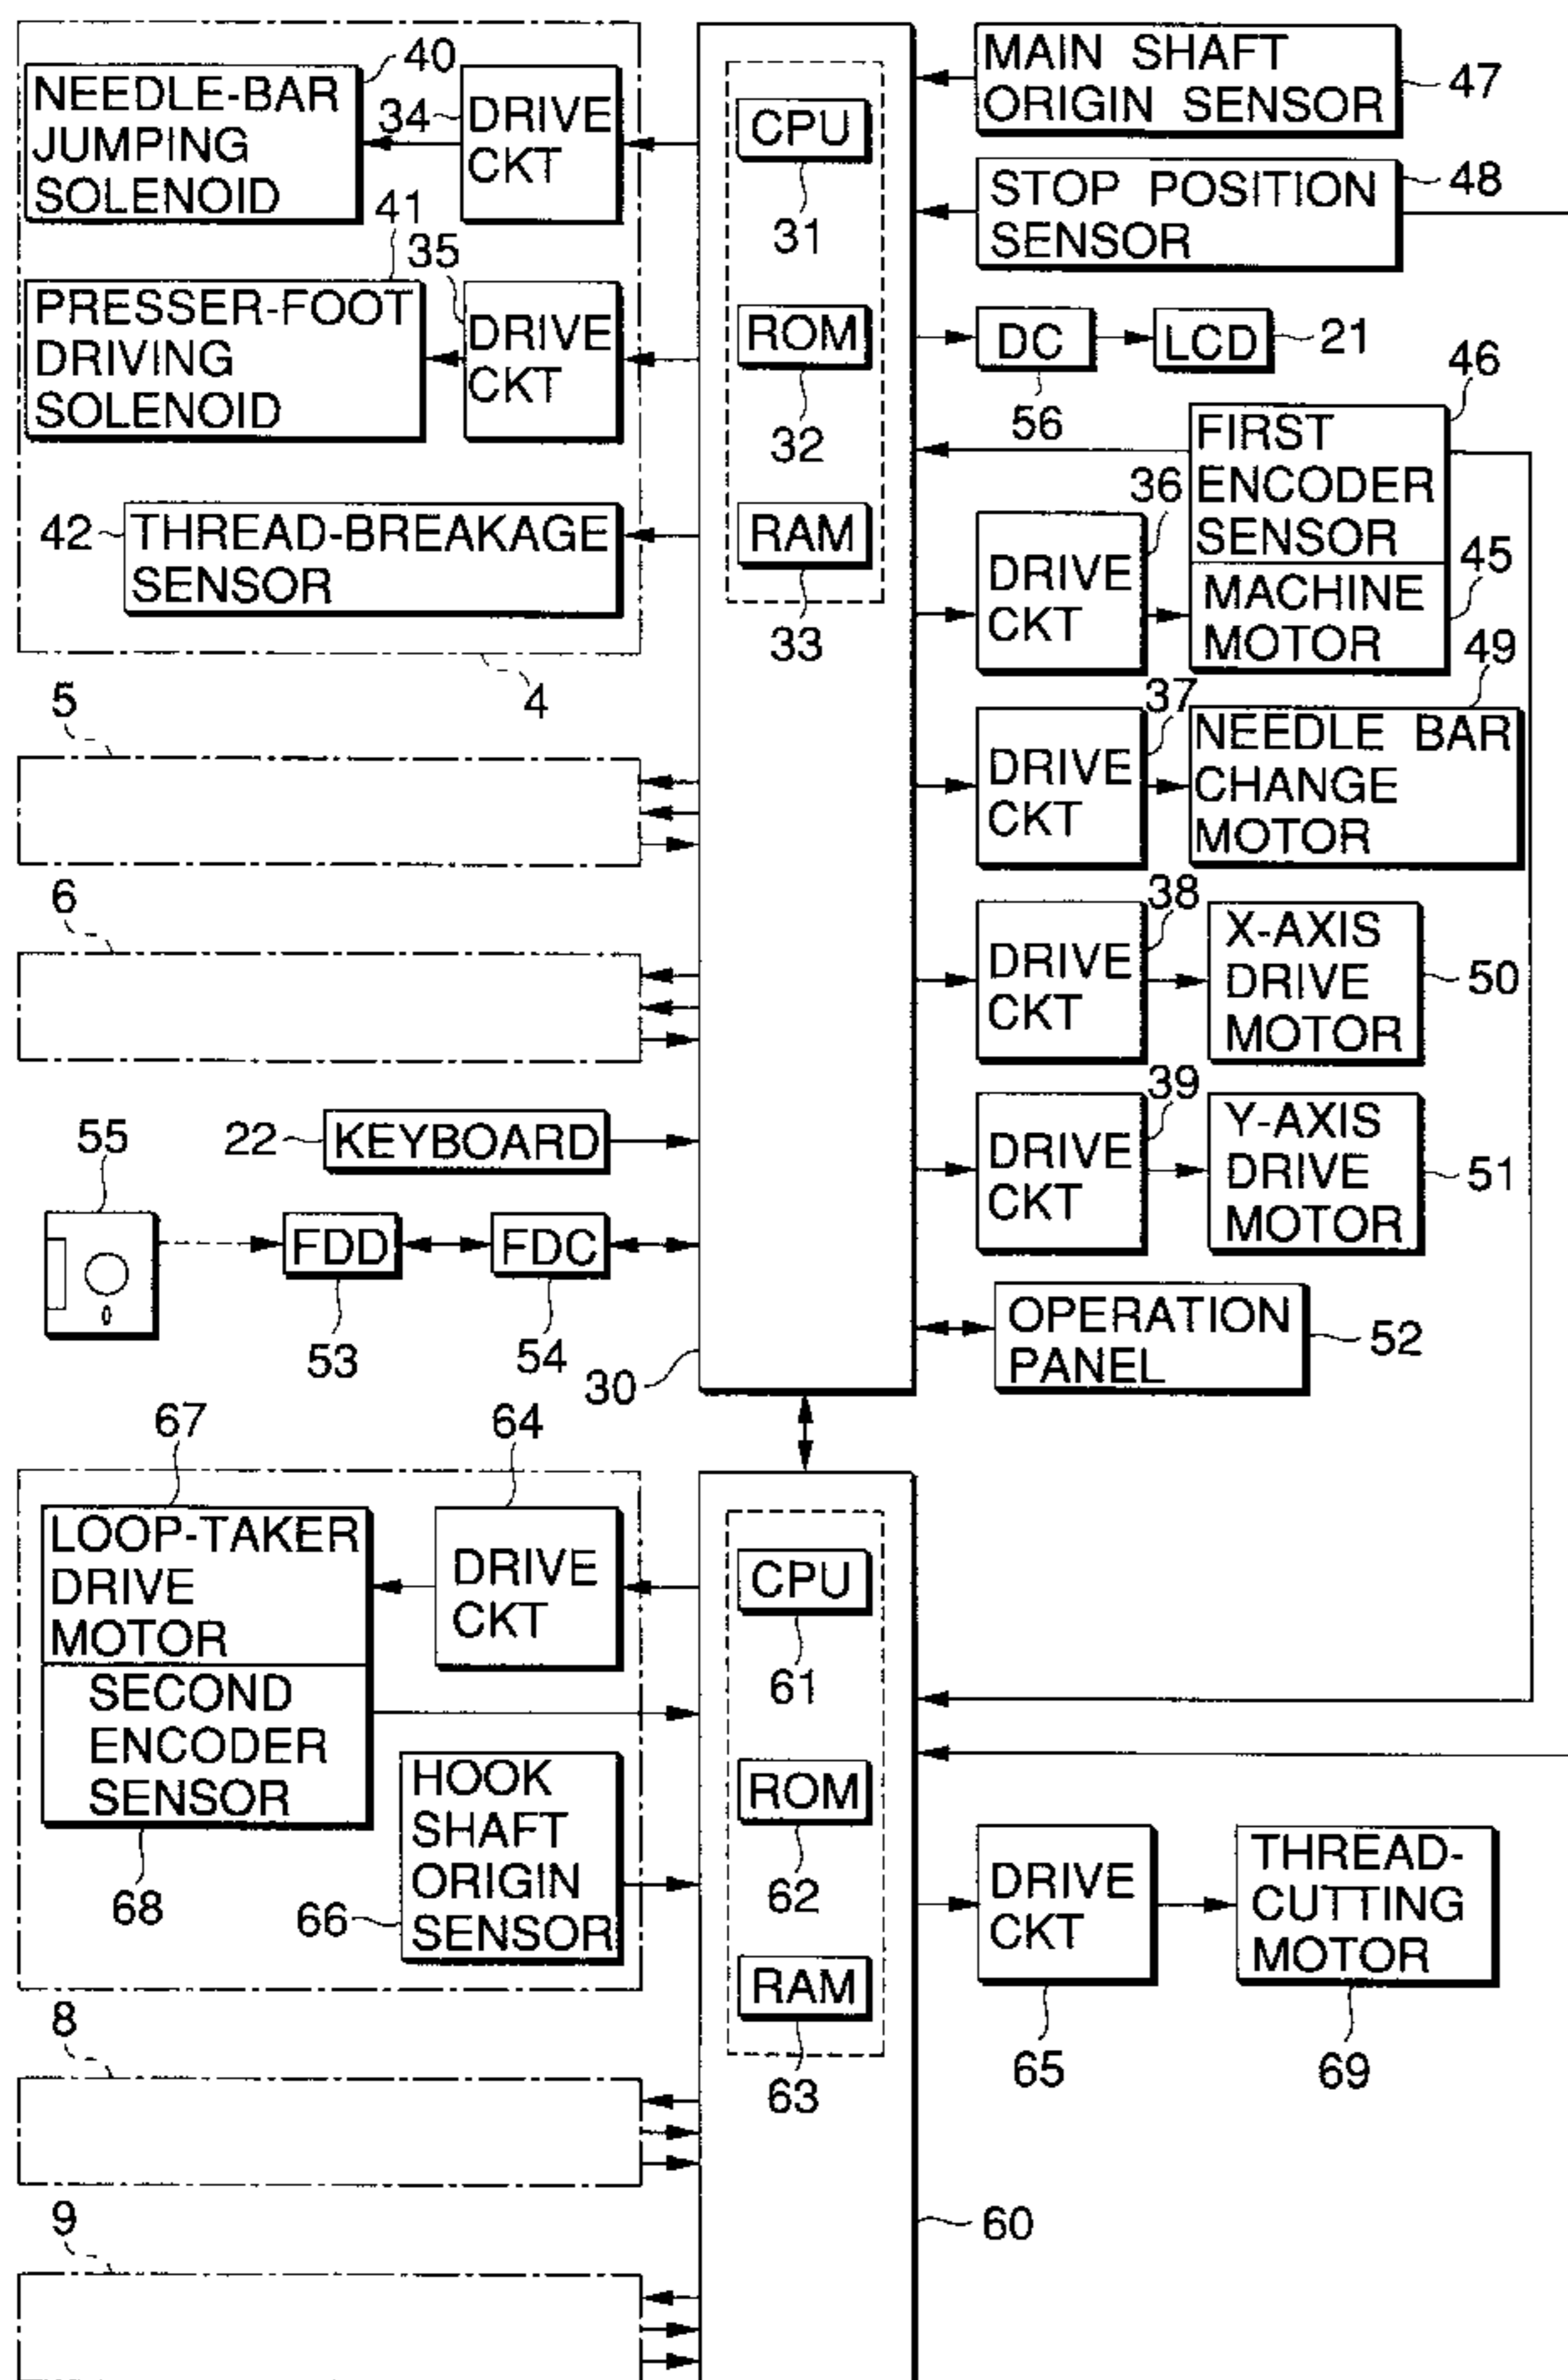 NEEDLE-BAR
JUMPING
SOLENOID
40
34
DRIVE
CKT
41
35
PRESSER-FOOT
DRIVING
SOLENOID
DRIVE
CKT
42
THREAD-BREAKAGE
SENSOR
4
5
6
22
KEYBOARD
55
FDD
53
FDC
54
30
CPU
31
ROM
32
RAM
33
MAIN SHAFT
ORIGIN SENSOR
47
STOP POSITION
SENSOR
48
DC
56
LCD
21
46
FIRST
ENCODER
SENSOR
MACHINE
MOTOR
45
36
DRIVE
CKT
49
37
DRIVE
CKT
NEEDLE BAR
CHANGE
MOTOR
38
DRIVE
CKT
X-AXIS
DRIVE
MOTOR
50
39
DRIVE
CKT
Y-AXIS
DRIVE
MOTOR
51
OPERATION
PANEL
52
67
64
LOOP-TAKER
DRIVE
MOTOR
DRIVE
CKT
SECOND
ENCODER
SENSOR
68
HOOK
SHAFT
ORIGIN
SENSOR
66
8
9
CPU
61
ROM
62
RAM
63
60
DRIVE
CKT
65
THREAD-
CUTTING
MOTOR
69